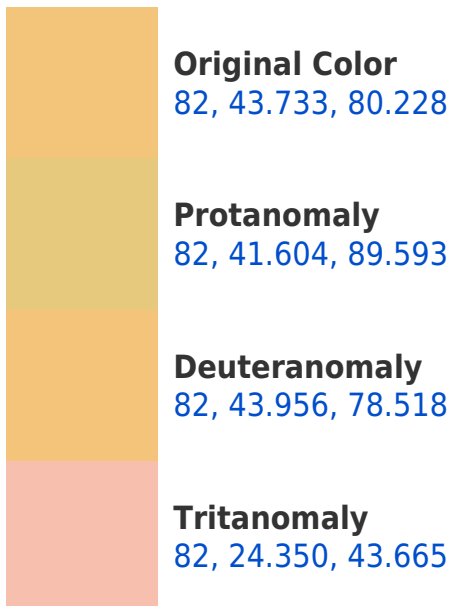 Original Color
82, 43.733, 80.228
Protanomaly
82, 41.604, 89.593
Deuteranomaly
82, 43.956, 78.518
Tritanomaly
82, 24.350, 43.665